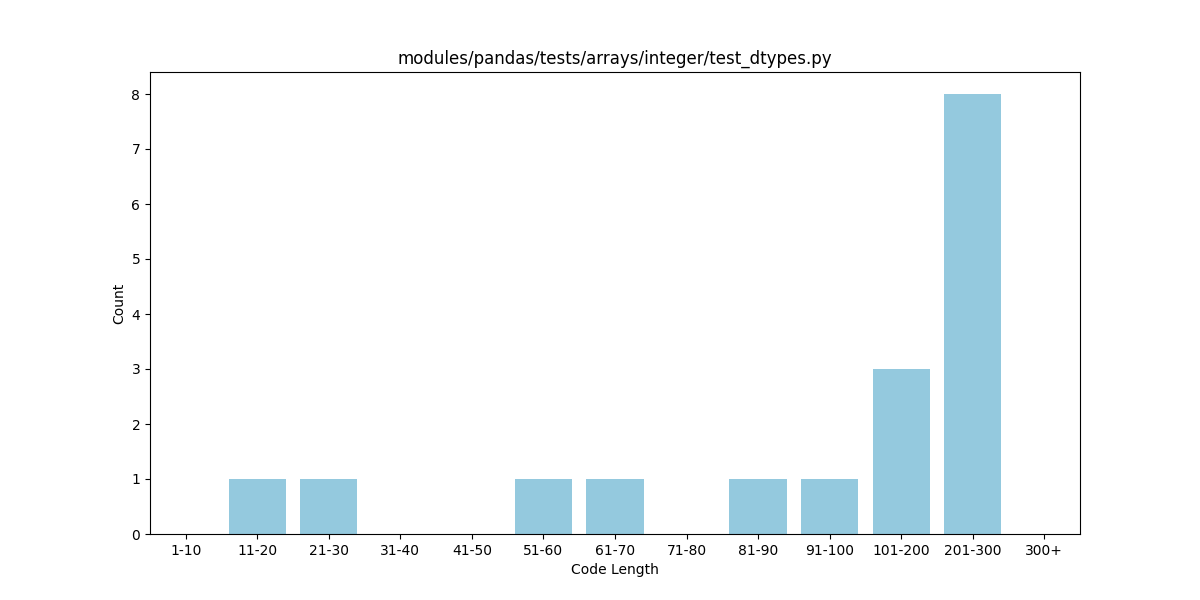 modules/pandas/tests/arrays/integer/test_dtypes.py
8
7
6
5
4
3
2
1
0
Count
1-10 11-20 21-30 31-40 41-50 51-60 61-70 71-80 81-90 91-100 101-200 201-300 300+
Code Length